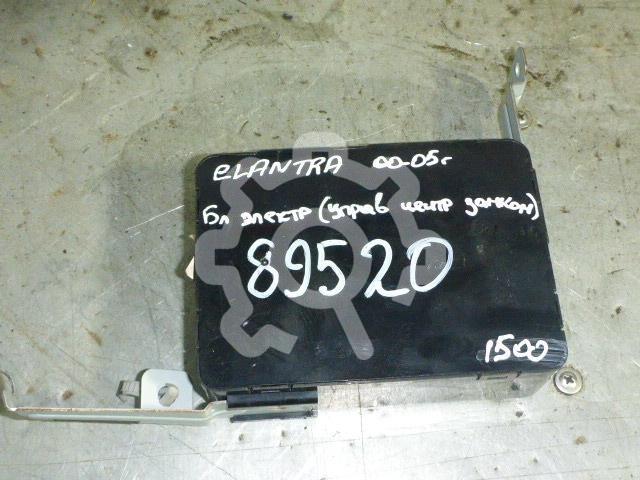 ELANTRA 00-05г
Бл электр (управ центр замком)
89520
1500